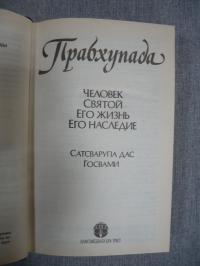 Прабхупада
Человек
Святой
Его жизнь
Его наследие
Сатсварупа дас
Госвами